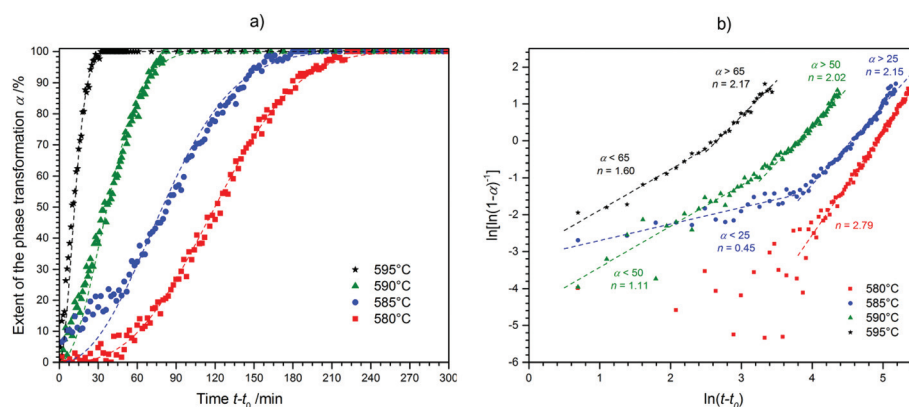 a)
Extent of the phase transformation α /%
100
90
80
70
60
50
40
30
20
10
0
595°C
590°C
585°C
580°C
0 30 60 90 120 150 180 210 240 270 300
Time t-t0 /min
b)
ln[ln(1-α)⁻¹]
2
1
0
-1
-2
-3
-4
-5
-6
α > 65
n = 2.17
α > 50
n = 2.02
α > 25
n = 2.15
α < 65
n = 1.60
α < 25
n = 0.45
n = 2.79
α < 50
n = 1.11
580°C
585°C
590°C
595°C
0 1 2 3 4 5
ln(t-t0)